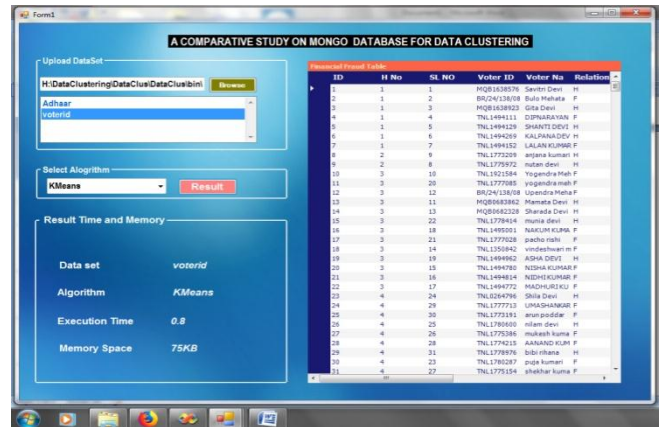 Form1
A COMPARATIVE STUDY ON MONGO DATABASE FOR DATA CLUSTERING
Upload DataSet
H:\DataClustering\DataClus\DataClus\bin\ Browse
Adhaar
voterid
Select Alogrithm
KMeans Result
Result Time and Memory
Data set voterid
Algorithm KMeans
Execution Time 0.8
Memory Space 75KB
Financial Fraud Table
ID H No SL NO Voter ID Voter Na Relation
1 1 1 MQB1638576 Savitri Devi H
2 1 2 BR/24/138/08 Bulo Mahata F
3 1 3 MQB1638923 Gita Devi H
4 1 4 TNL1494111 DIPNARAYAN F
5 1 5 TNL1494129 SHANTI DEVI H
6 1 6 TNL1494269 KALPANA DEV H
7 1 7 TNL1494152 LALAN KUMAR F
8 2 9 TNL1773209 anjana kumari H
9 2 8 TNL1775972 nutan devi H
10 3 10 TNL1921584 Yogendra Meh F
11 3 20 TNL1777085 yogendra meh F
12 3 12 BR/24/138/08 Upendra Meha F
13 3 11 MQB0683862 Mamata Devi H
14 3 13 MQB0682328 Sharada Devi H
15 3 22 TNL1778414 munia devi H
16 3 18 TNL1495001 NAKUM KUMA F
17 3 21 TNL1777028 pacho rishi F
18 3 14 TNL1350842 vindeshwari m F
19 3 19 TNL1494962 ASHA DEVI H
20 3 15 TNL1494780 NISHA KUMAR F
21 3 16 TNL1494814 NIDHI KUMAR F
22 3 17 TNL1494772 MADHURI KU F
23 4 24 TNL0264796 Shila Devi H
24 4 29 TNL1777713 UMASHANKAR F
25 4 30 TNL1773191 arun poddar F
26 4 25 TNL1780600 nilam devi H
27 4 26 TNL1775386 mukesh kuma F
28 4 28 TNL1774215 AANAND KUM F
29 4 31 TNL1778976 bibi rihana H
30 4 23 TNL1780287 puja kumari F
31 4 27 TNL1775154 shekhar kuma F